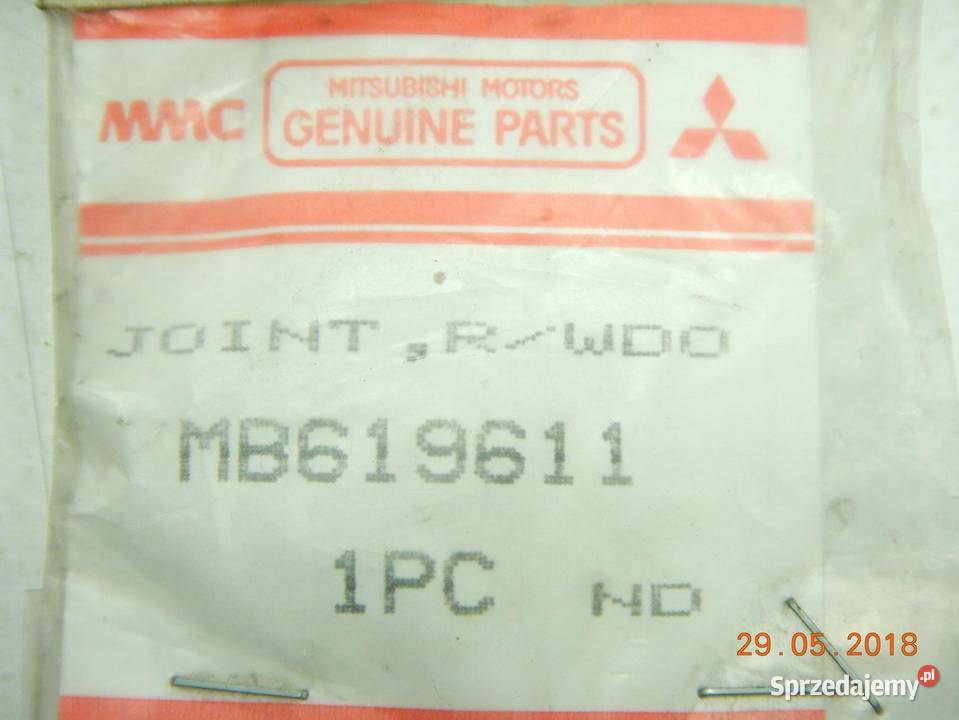 MMC
MITSUBISHI MOTORS
GENUINE PARTS
JOINT,R/WDO
MB619611
1PC ND
29.05.2018
Sprzedajemy.pl